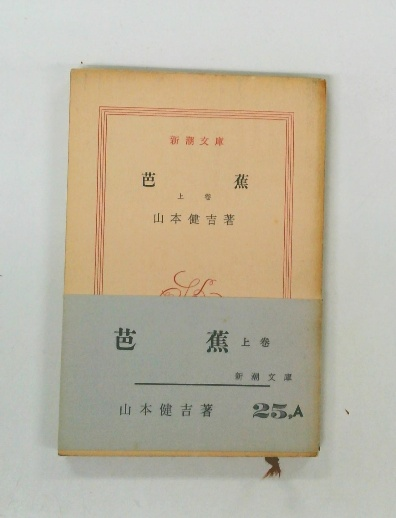 新潮文庫
芭蕉
上巻
山本健吉著
芭蕉 上巻
新潮文庫
山本健吉著 25,A